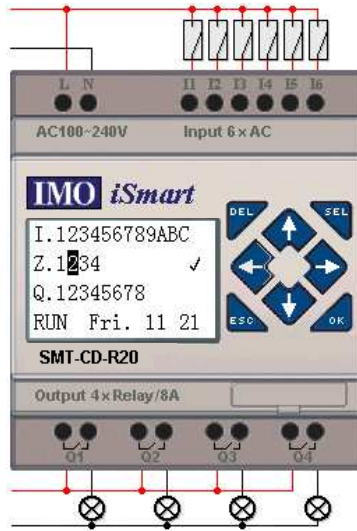 L N I1 I2 I3 I4 I5 I6
AC100~240V Input 6×AC
IMO iSmart
DEL SEL
I.123456789ABC
Z.1234 ✓
Q.12345678
RUN Fri. 11 21
ESC OK
SMT-CD-R20
Output 4×Relay/8A
Q1 Q2 Q3 Q4